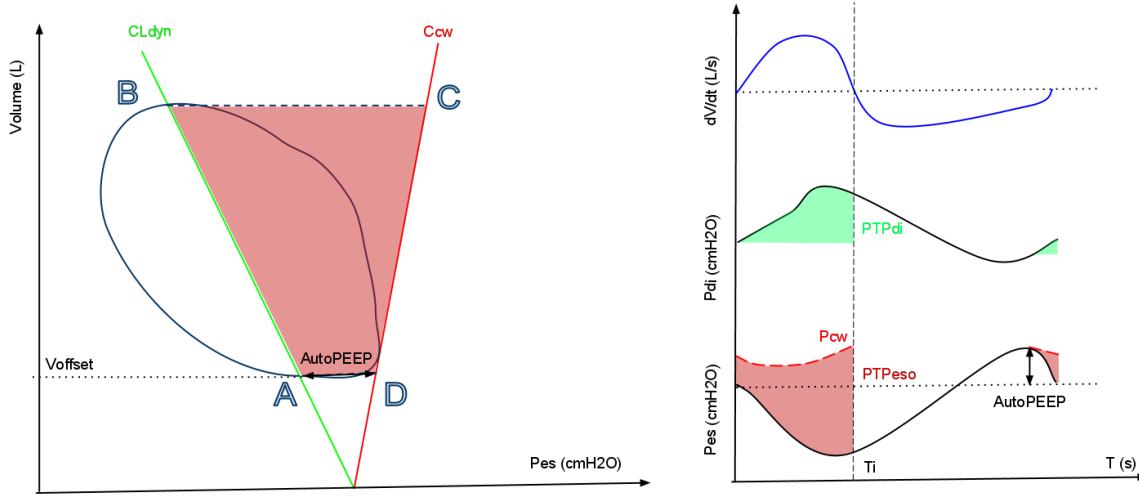 CLdyn
Ccw
B
C
Volume (L)
AutoPEEP
Voffset
A
D
Pes (cmH2O)
dV/dt (L/s)
PTPdi
Pdi (cmH2O)
Pcw
PTPeso
Pes (cmH2O)
AutoPEEP
Ti
T (s)